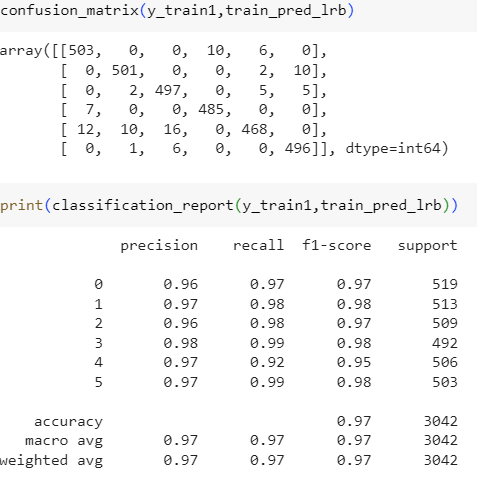 confusion_matrix(y_train1,train_pred_lrb)
array([[503,   0,   0,  10,   6,   0],
       [  0, 501,   0,   0,   2,  10],
       [  0,   2, 497,   0,   5,   5],
       [  7,   0,   0, 485,   0,   0],
       [ 12,  10,  16,   0, 468,   0],
       [  0,   1,   6,   0,   0, 496]], dtype=int64)
print(classification_report(y_train1,train_pred_lrb))
              precision    recall  f1-score   support
           0       0.96      0.97      0.97       519
           1       0.97      0.98      0.98       513
           2       0.96      0.98      0.97       509
           3       0.98      0.99      0.98       492
           4       0.97      0.92      0.95       506
           5       0.97      0.99      0.98       503
    accuracy                           0.97      3042
   macro avg       0.97      0.97      0.97      3042
weighted avg       0.97      0.97      0.97      3042